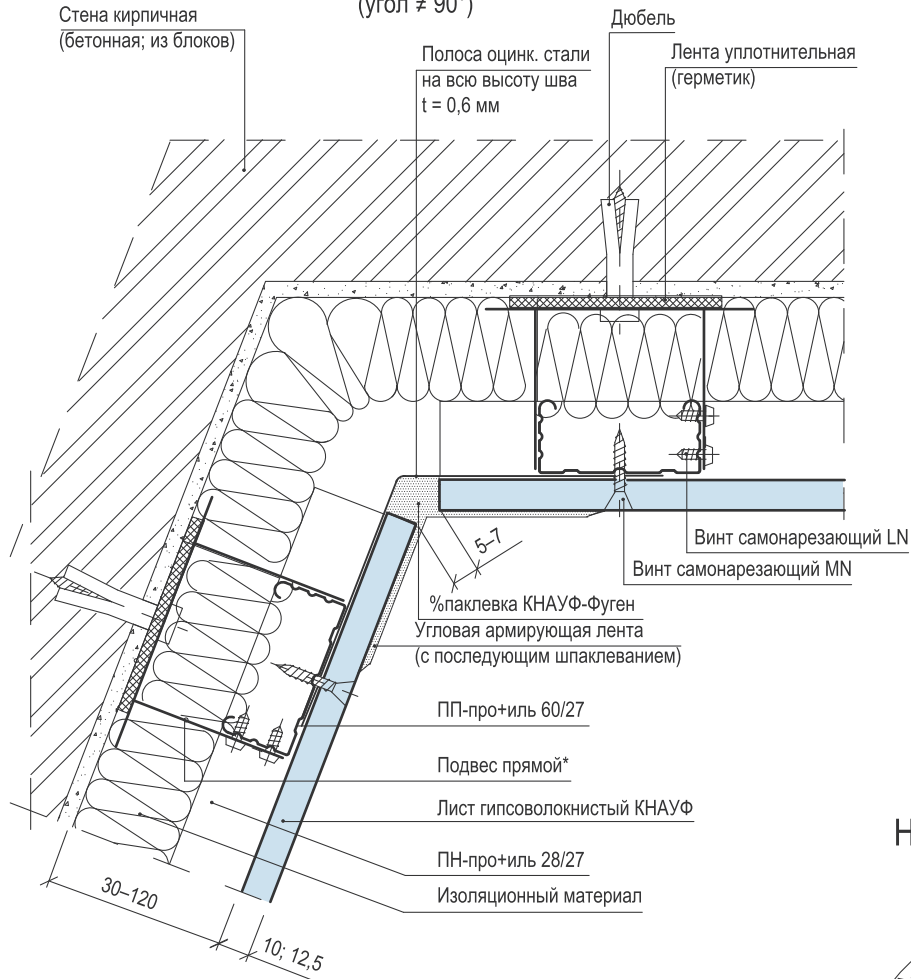 (угол ≠ 90°)
Стена кирпичная
(бетонная; из блоков)
Дюбель
Полоса оцинк. стали
на всю высоту шва
t = 0,6 мм
Лента уплотнительная
(герметик)
5–7
Винт самонарезающий LN
Винт самонарезающий MN
%паклевка КНАУФ-Фуген
Угловая армирующая лента
(с последующим шпаклеванием)
ПП-про+иль 60/27
Подвес прямой*
Лист гипсоволокнистый КНАУФ
Н
ПН-про+иль 28/27
Изоляционный материал
30–120
10; 12,5